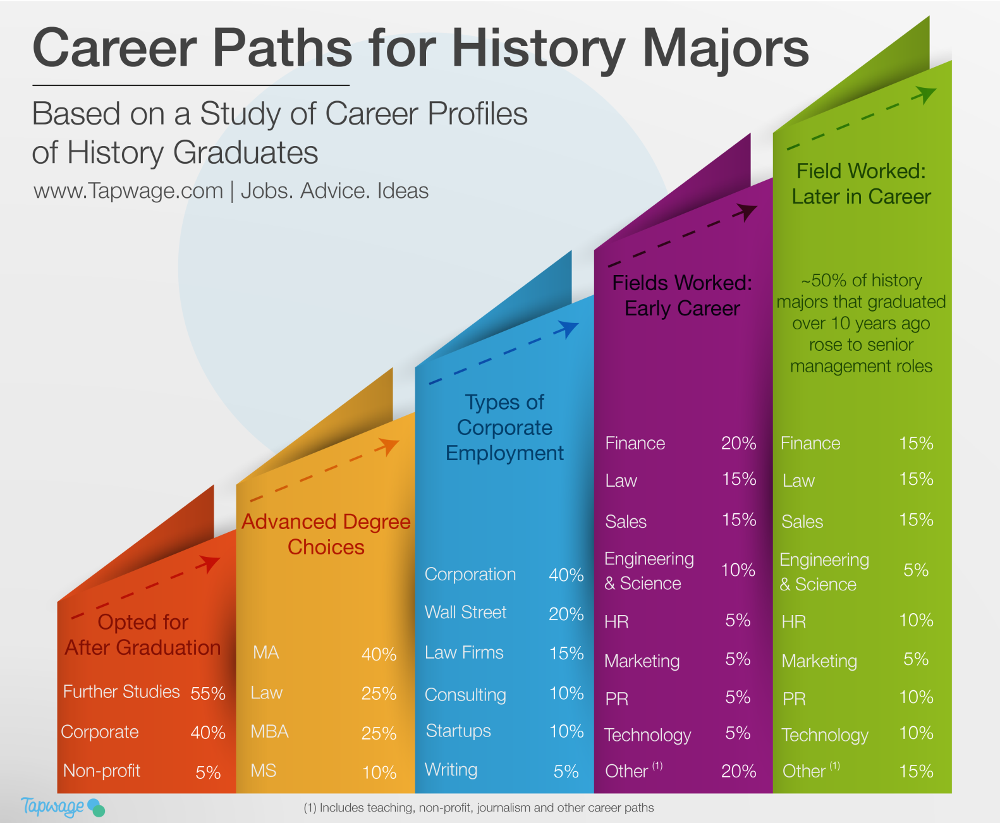 Career Paths for History Majors
Based on a Study of Career Profiles
of History Graduates
www.Tapwage.com | Jobs. Advice. Ideas
Opted for
After Graduation
Further Studies 55%
Corporate 40%
Non-profit 5%
Advanced Degree
Choices
MA 40%
Law 25%
MBA 25%
MS 10%
Types of
Corporate
Employment
Corporation 40%
Wall Street 20%
Law Firms 15%
Consulting 10%
Startups 10%
Writing 5%
Fields Worked:
Early Career
Finance 20%
Law 15%
Sales 15%
Engineering
& Science 10%
HR 5%
Marketing 5%
PR 5%
Technology 5%
Other (1) 20%
Field Worked:
Later in Career
~50% of history
majors that graduated
over 10 years ago
rose to senior
management roles
Finance 15%
Law 15%
Sales 15%
Engineering
& Science 5%
HR 10%
Marketing 5%
PR 10%
Technology 10%
Other (1) 15%
Tapwage
(1) Includes teaching, non-profit, journalism and other career paths